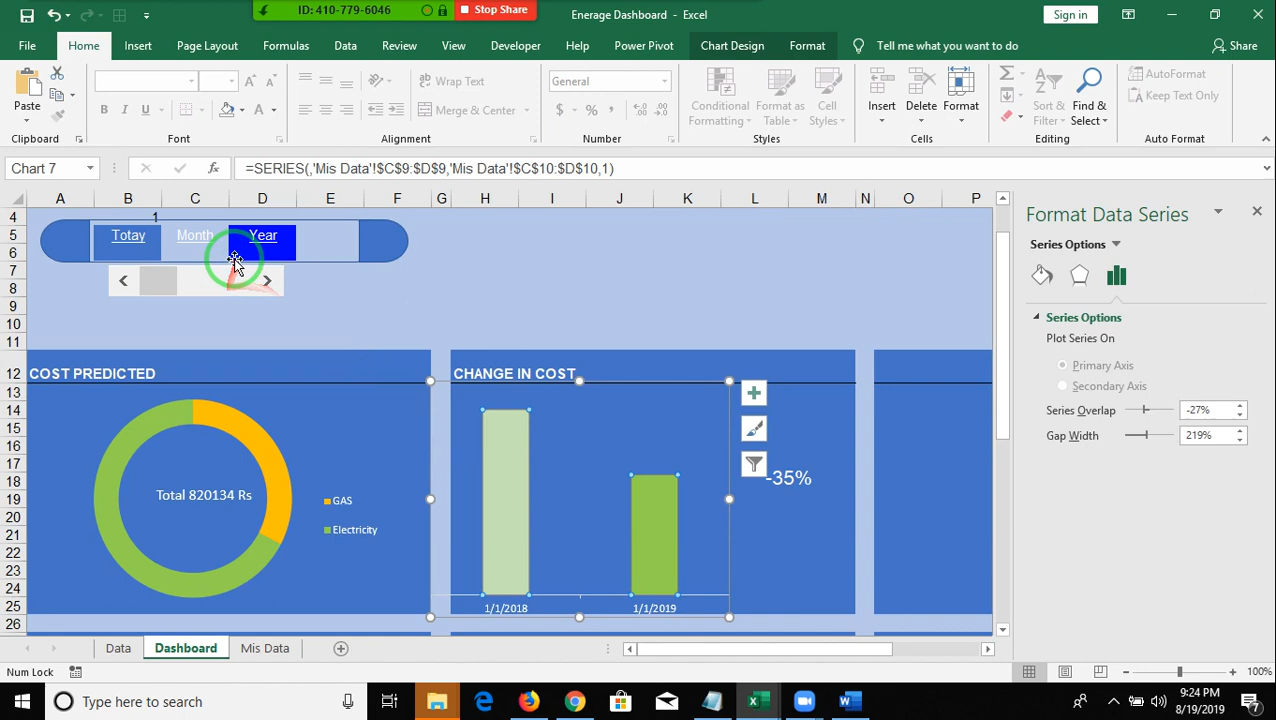 ID: 410-779-6046
Stop Share
Enerage Dashboard - Excel
Sign in
File
Home
Insert
Page Layout
Formulas
Data
Review
View
Developer
Help
Power Pivot
Chart Design
Format
Tell me what you want to do
Share
Paste
Clipboard
B I U
Font
Wrap Text
Merge & Center
Alignment
General
$ % ,
Number
Conditional Formatting
Format as Table
Cell Styles
Styles
Insert
Delete
Format
Cells
Sort & Filter
Find & Select
Editing
AutoFormat
Keep Text Only
Auto Format
Chart 7
fx
=SERIES(,'Mis Data'!$C$9:$D$9,'Mis Data'!$C$10:$D$10,1)
A B C D E F G H I J K L M N O P
4
5
6
7
8
9
10
11
12
13
14
15
16
17
18
19
20
21
22
23
24
25
26
1
Totay
Month
Year
COST PREDICTED
Total 820134 Rs
GAS
Electricity
CHANGE IN COST
-35%
1/1/2018
1/1/2019
Format Data Series
Series Options
Series Options
Plot Series On
Primary Axis
Secondary Axis
Series Overlap
-27%
Gap Width
219%
Data
Dashboard
Mis Data
Num Lock
100%
Type here to search
9:24 PM
8/19/2019
7